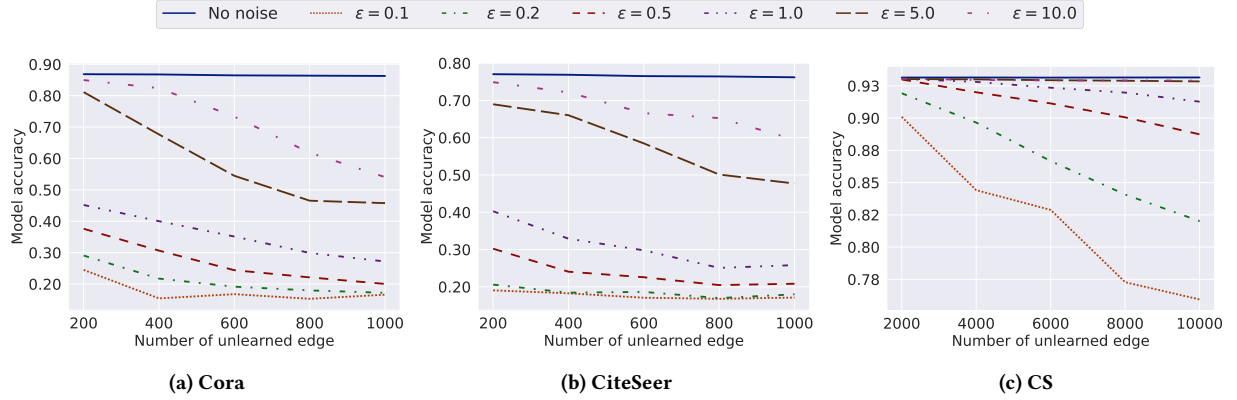 No noise ε = 0.1 ε = 0.2 ε = 0.5 ε = 1.0 ε = 5.0 ε = 10.0
0.90
0.80
0.70
0.60
0.50
0.40
0.30
0.20
Model accuracy
200 400 600 800 1000
Number of unlearned edge
(a) Cora
0.80
0.70
0.60
0.50
0.40
0.30
0.20
Model accuracy
200 400 600 800 1000
Number of unlearned edge
(b) CiteSeer
0.93
0.90
0.88
0.85
0.82
0.80
0.78
Model accuracy
2000 4000 6000 8000 10000
Number of unlearned edge
(c) CS